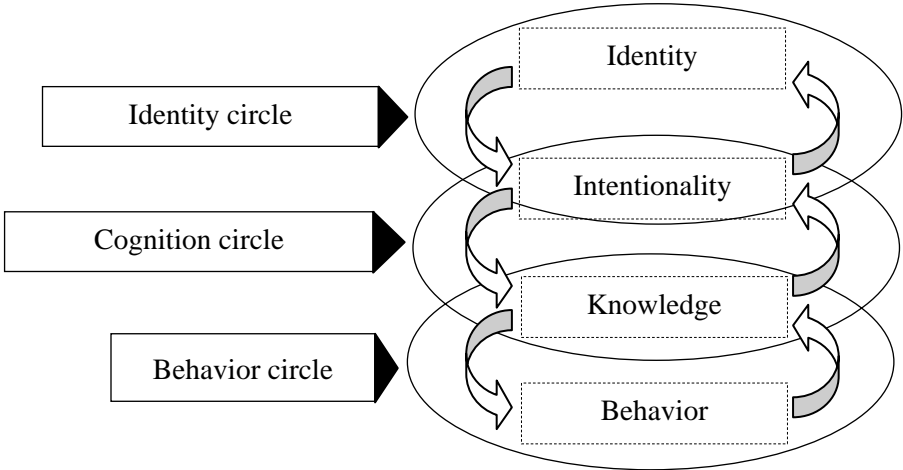 Identity
Identity circle
Intentionality
Cognition circle
Knowledge
Behavior circle
Behavior